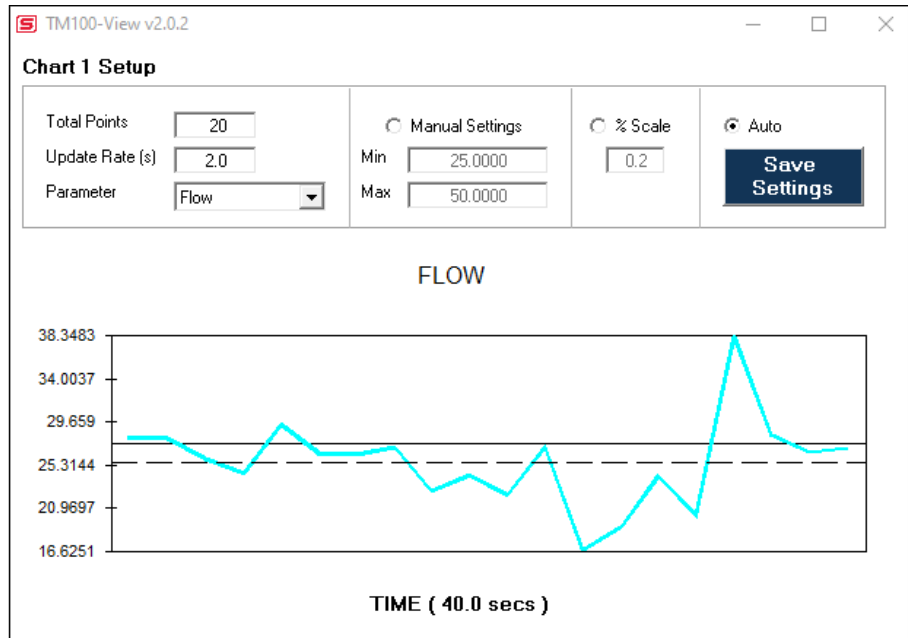 S TM100-View v2.0.2
Chart 1 Setup
Total Points 20
Update Rate (s) 2.0
Parameter Flow
Manual Settings
Min 25.0000
Max 50.0000
% Scale
0.2
Auto
Save
Settings
FLOW
38.3483
34.0037
29.659
25.3144
20.9697
16.6251
TIME ( 40.0 secs )